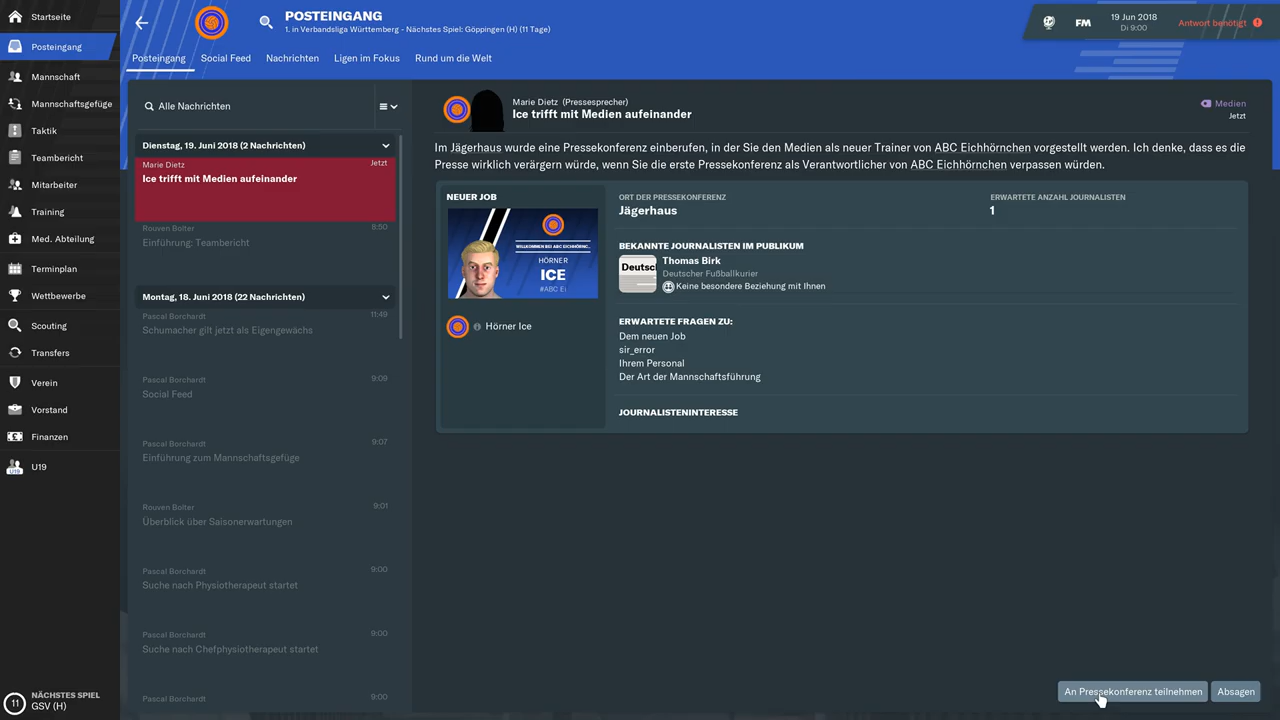 Startseite
Posteingang
Mannschaft
Mannschaftsgefüge
Taktik
Teambericht
Mitarbeiter
Training
Med. Abteilung
Terminplan
Wettbewerbe
Scouting
Transfers
Verein
Vorstand
Finanzen
U19
U19
NÄCHSTES SPIEL
11
GSV (H)
POSTEINGANG
1. in Verbandsliga Württemberg - Nächstes Spiel: Göppingen (H) (11 Tage)
FM
19 Jun 2018
Di 9:00
Antwort benötigt
Posteingang
Social Feed
Nachrichten
Ligen im Fokus
Rund um die Welt
Alle Nachrichten
Dienstag, 19. Juni 2018 (2 Nachrichten)
Marie Dietz
Jetzt
Ice trifft mit Medien aufeinander
Rouven Bolter
8:50
Einführung: Teambericht
Montag, 18. Juni 2018 (22 Nachrichten)
Pascal Borchardt
11:49
Schumacher gilt jetzt als Eigengewächs
Pascal Borchardt
9:09
Social Feed
Pascal Borchardt
9:07
Einführung zum Mannschaftsgefüge
Rouven Bolter
9:01
Überblick über Saisonerwartungen
Pascal Borchardt
9:00
Suche nach Physiotherapeut startet
Pascal Borchardt
9:00
Suche nach Chefphysiotherapeut startet
Pascal Borchardt
9:00
Marie Dietz (Pressesprecher)
Ice trifft mit Medien aufeinander
Medien
Jetzt
Im Jägerhaus wurde eine Pressekonferenz einberufen, in der Sie den Medien als neuer Trainer von ABC Eichhörnchen vorgestellt werden. Ich denke, dass es die
Presse wirklich verärgern würde, wenn Sie die erste Pressekonferenz als Verantwortlicher von ABC Eichhörnchen verpassen würden.
NEUER JOB
WILLKOMMEN BEI ABC EICHHÖRNC..
HÖRNER
ICE
#ABC Ei
Hörner Ice
ORT DER PRESSEKONFERENZ
Jägerhaus
ERWARTETE ANZAHL JOURNALISTEN
1
BEKANNTE JOURNALISTEN IM PUBLIKUM
Deutscl
Thomas Birk
Deutscher Fußballkurier
Keine besondere Beziehung mit Ihnen
ERWARTETE FRAGEN ZU:
Dem neuen Job
sir_error
Ihrem Personal
Der Art der Mannschaftsführung
JOURNALISTENINTERESSE
An Pressekonferenz teilnehmen
Absagen